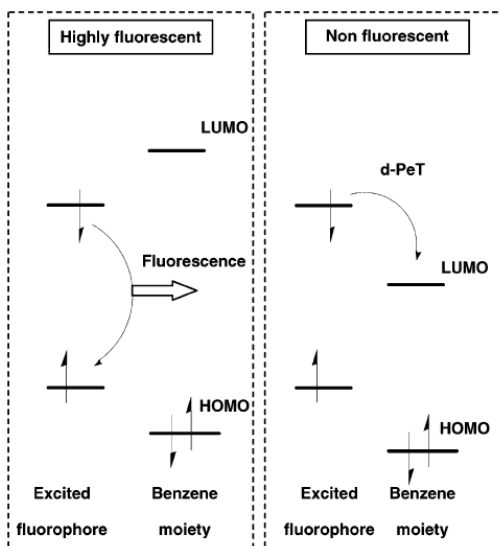 Highly fluorescent
LUMO
Fluorescence
HOMO
Excited
fluorophore
Benzene
moiety
Non fluorescent
d-PeT
LUMO
HOMO
Excited
fluorophore
Benzene
moiety